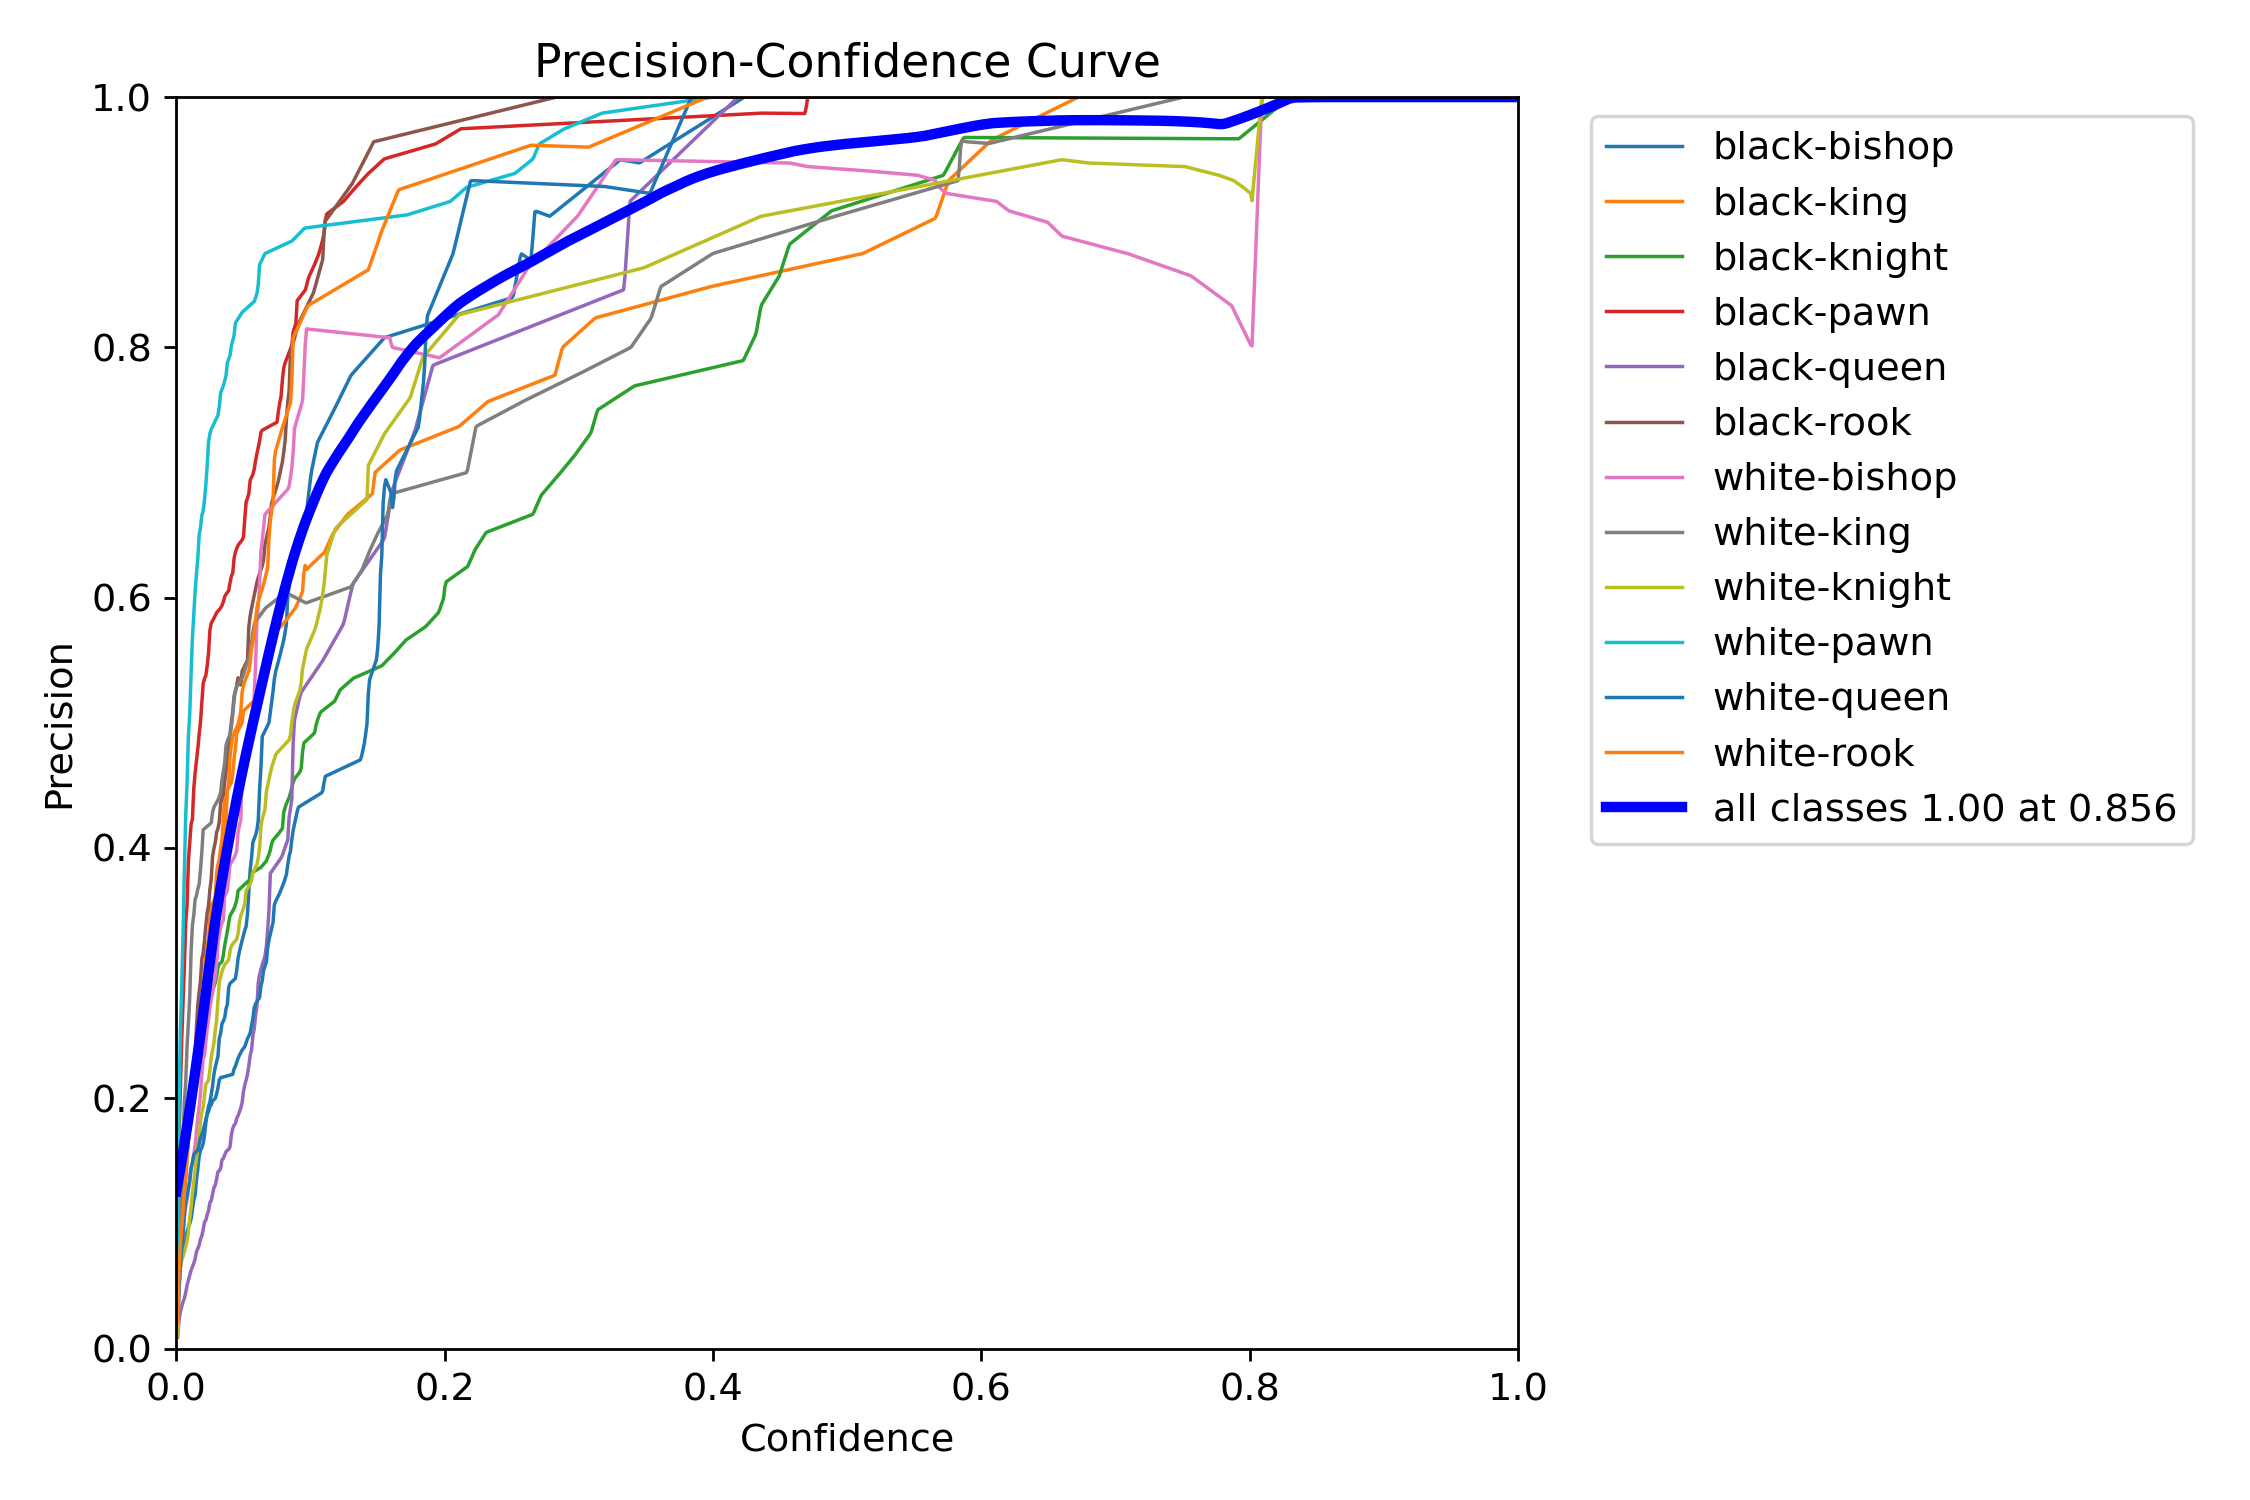 Precision-Confidence Curve
1.0
0.8
0.6
0.4
0.2
0.0
Precision
0.0 0.2 0.4 0.6 0.8 1.0
Confidence
black-bishop
black-king
black-knight
black-pawn
black-queen
black-rook
white-bishop
white-king
white-knight
white-pawn
white-queen
white-rook
all classes 1.00 at 0.856